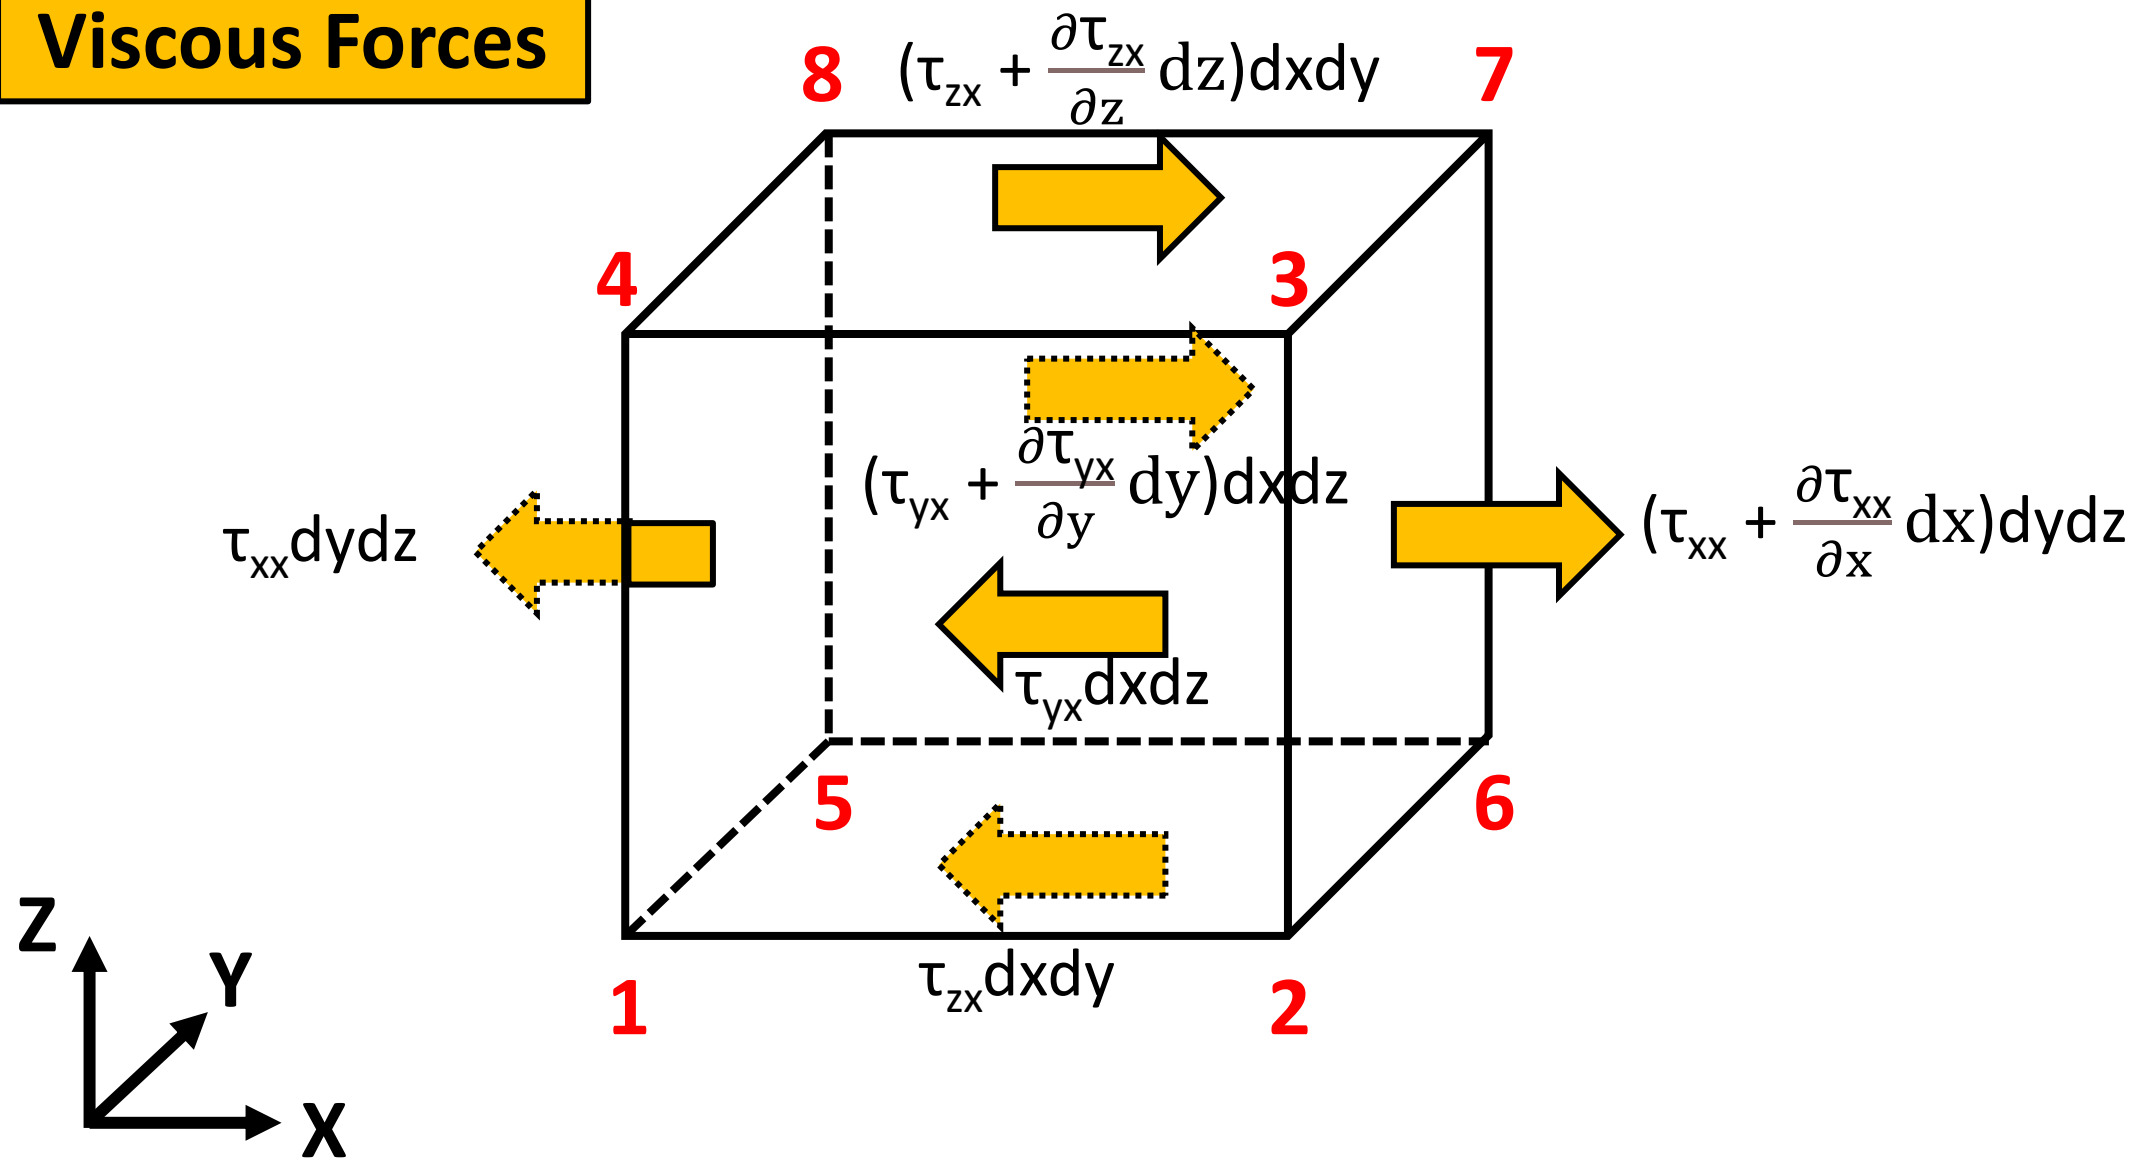 Viscous Forces
8
(τzx + ∂τzx/∂z dz)dxdy
7
4
3
(τyx + ∂τyx/∂y dy)dxdz
τxxdydz
(τxx + ∂τxx/∂x dx)dydz
τyxdxdz
5
6
Z
Y
τzxdxdy
1
2
X